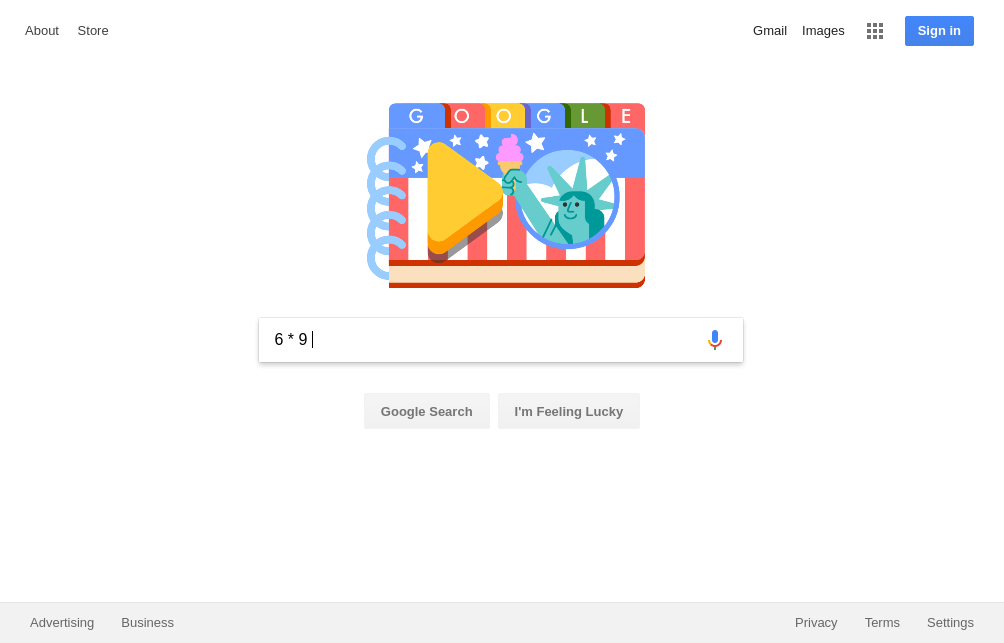 About Store Gmail Images Sign in
G O O G L E
6 * 9
Google Search I'm Feeling Lucky
Advertising Business Privacy Terms Settings